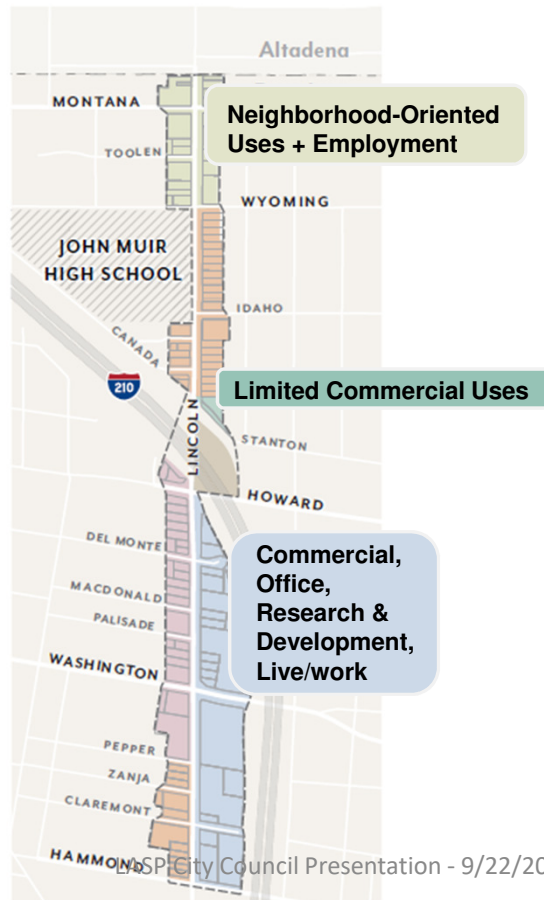 Altadena
MONTANA
Neighborhood-Oriented
Uses + Employment
TOOLEN
WYOMING
JOHN MUIR
HIGH SCHOOL
IDAHO
CANADA
210
Limited Commercial Uses
LINCOLN
STANTON
HOWARD
DEL MONTE
Commercial,
Office,
Research &
Development,
Live/work
MACDONALD
PALISADE
WASHINGTON
PEPPER
ZANJA
CLAREMONT
HAMMOND
LASP City Council Presentation - 9/22/20